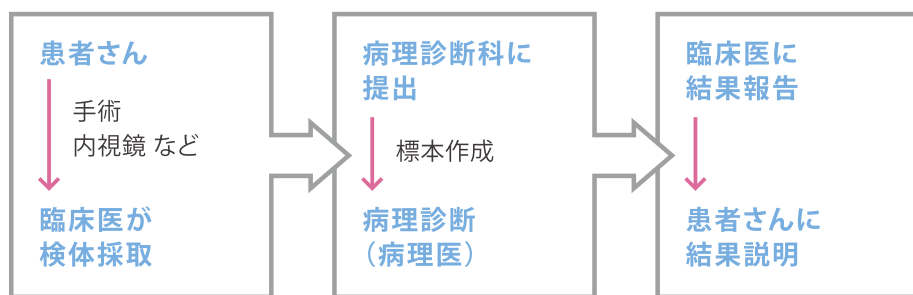 患者さん
手術
内視鏡 など
臨床医が
検体採取
病理診断科に
提出
標本作成
病理診断
（病理医）
臨床医に
結果報告
患者さんに
結果説明